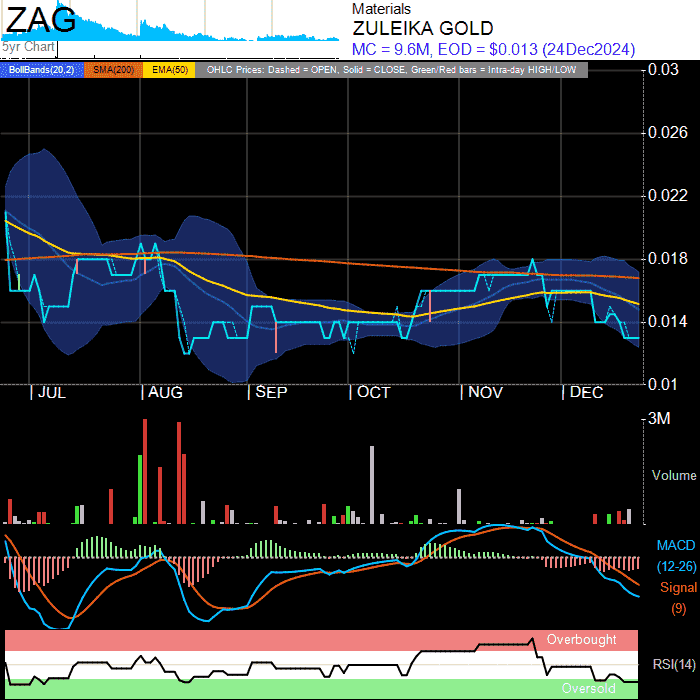 ZAG
5yr Chart
Materials
ZULEIKA GOLD
MC = 9.6M, EOD = $0.013 (24Dec2024)
BollBands(20,2) SMA(200) EMA(50) OHLC Prices: Dashed = OPEN, Solid = CLOSE, Green/Red bars = Intra-day HIGH/LOW
0.03
0.026
0.022
0.018
0.014
0.01
| JUL | AUG | SEP | OCT | NOV | DEC
3M
Volume
MACD
(12-26)
Signal
(9)
Overbought
RSI(14)
Oversold